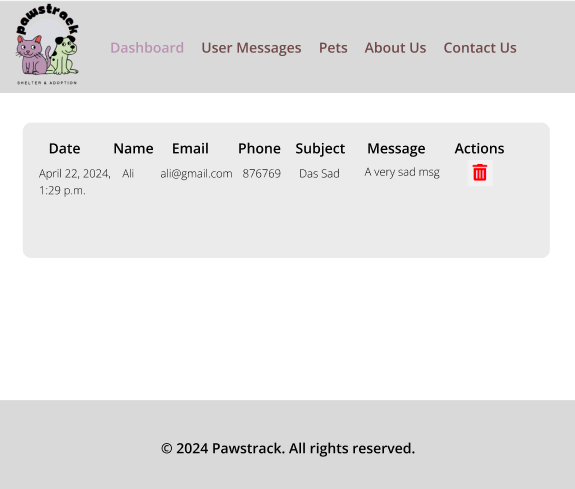 pawstrack
SHELTER & ADOPTION
Dashboard User Messages Pets About Us Contact Us
Date Name Email Phone Subject Message Actions
April 22, 2024, Ali ali@gmail.com 876769 Das Sad A very sad msg
1:29 p.m.
© 2024 Pawstrack. All rights reserved.